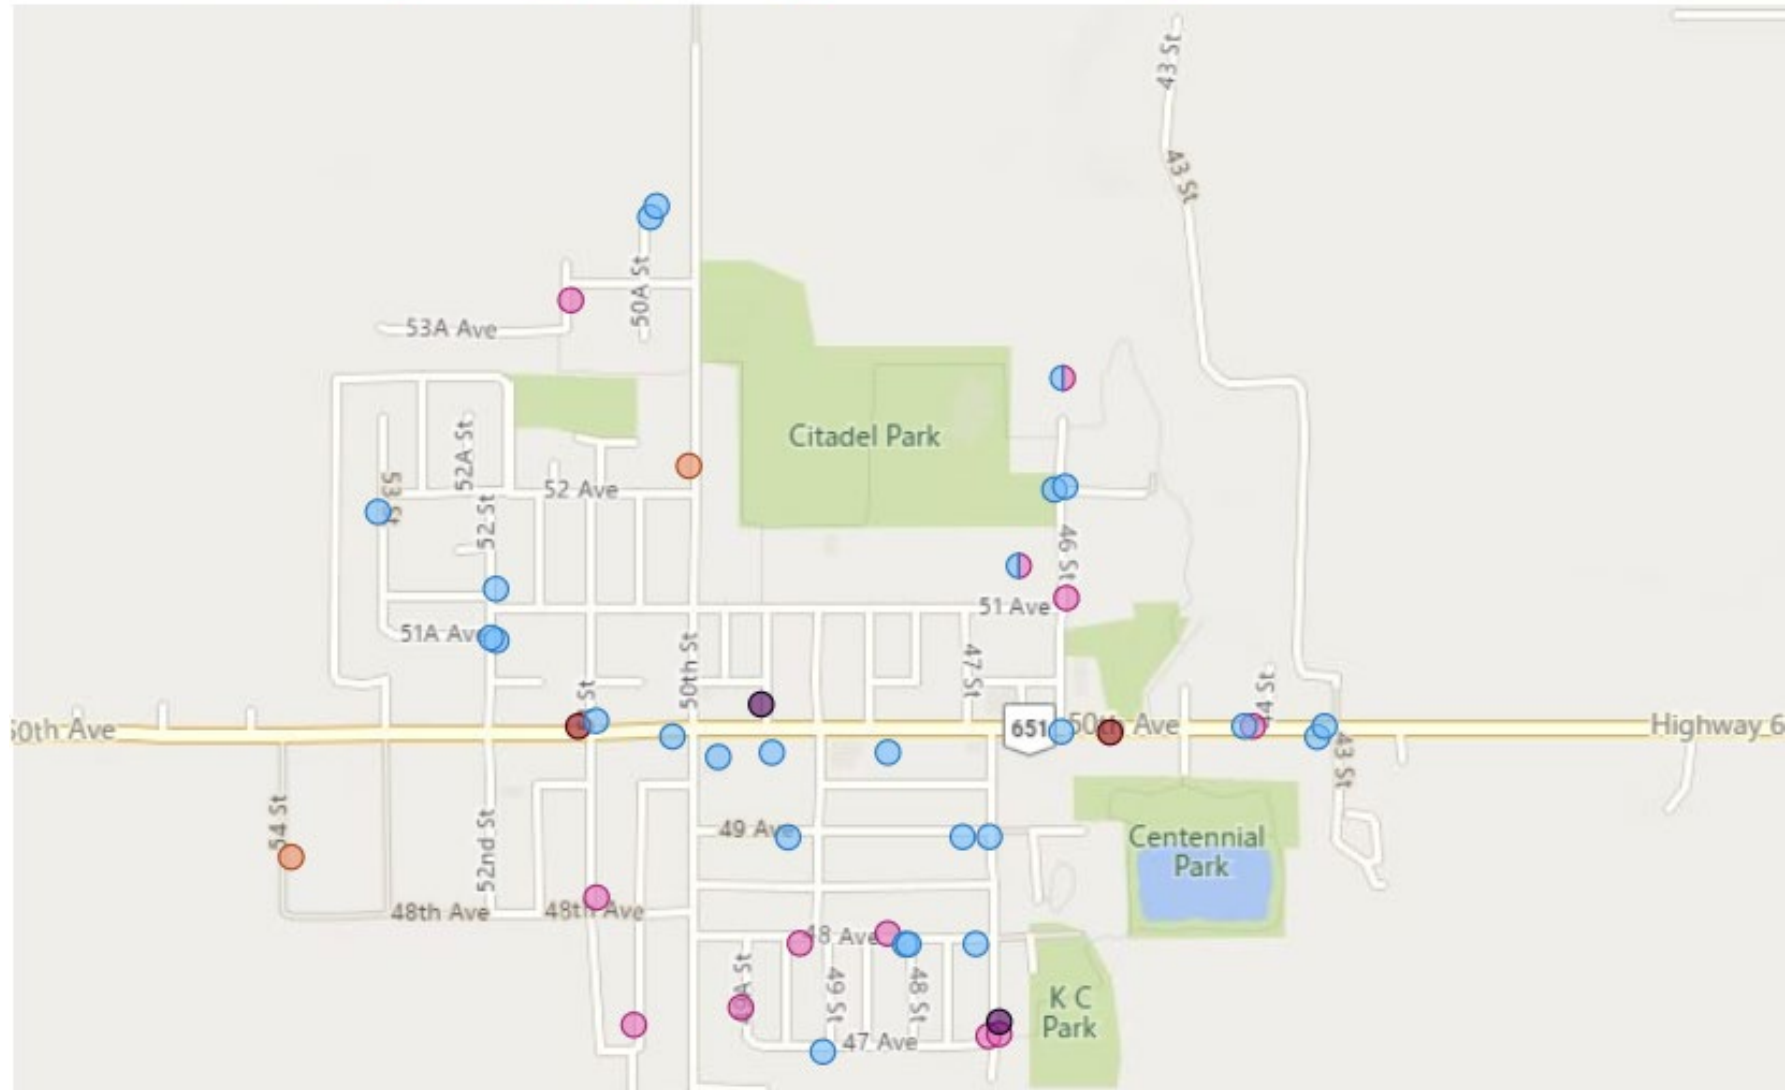 43 St
43 St
50A St
53A Ave
Citadel Park
52A St
53 St
52 Ave
52 St
46 St
51 Ave
51A Ave
50th St
47 St
St
44 St
50th Ave
651
50th Ave
Highway 6
43 St
54 St
52nd St
49 Ave
Centennial
Park
48th Ave
48th Ave
48 Ave
A St
49 St
48 St
K C
Park
47 Ave